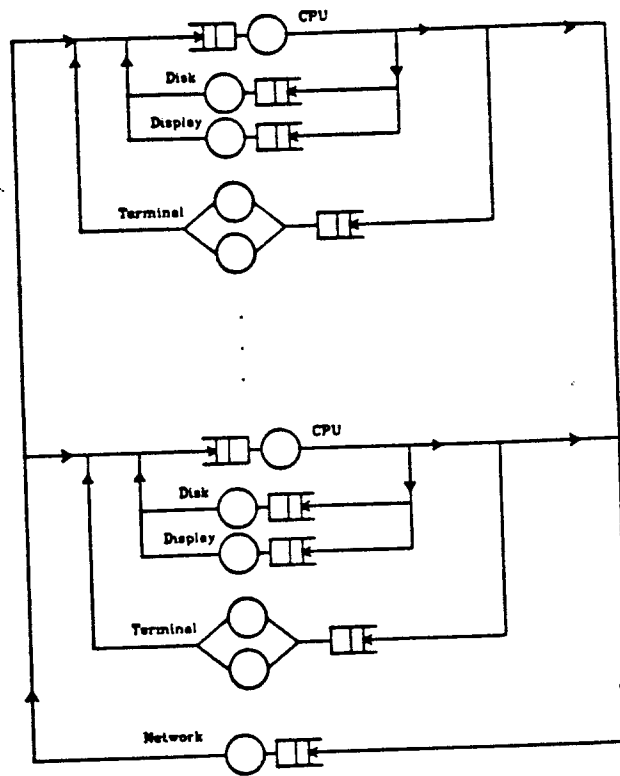 CPU
Disk
Display
Terminal
CPU
Disk
Display
Terminal
Network